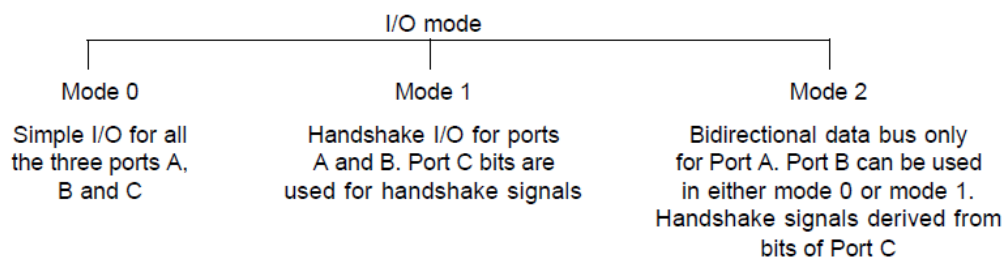 I/O mode
Mode 0
Simple I/O for all
the three ports A,
B and C
Mode 1
Handshake I/O for ports
A and B. Port C bits are
used for handshake signals
Mode 2
Bidirectional data bus only
for Port A. Port B can be used
in either mode 0 or mode 1.
Handshake signals derived from
bits of Port C